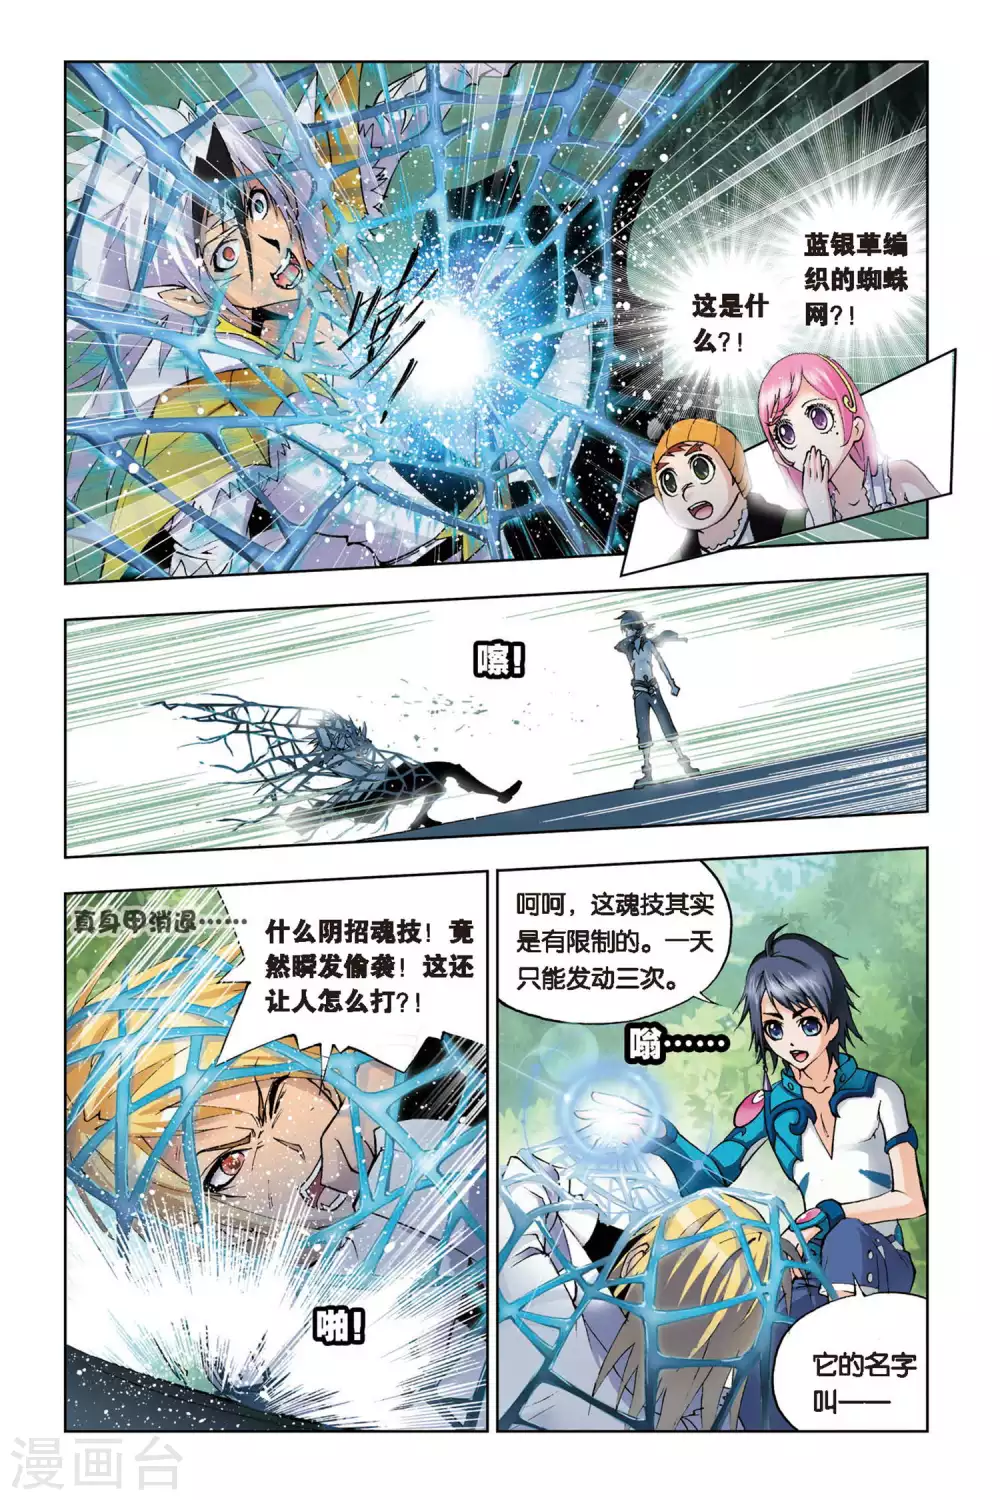 蓝银草编
织的蜘蛛
网?!
这是什
么?!
嚓!
真身甲消退……
什么阴招魂技！竟
然瞬发偷袭！这还
让人怎么打?!
啪!
呵呵，这魂技其实
是有限制的。一天
只能发动三次。
嗡……
它的名字
叫——
漫画台